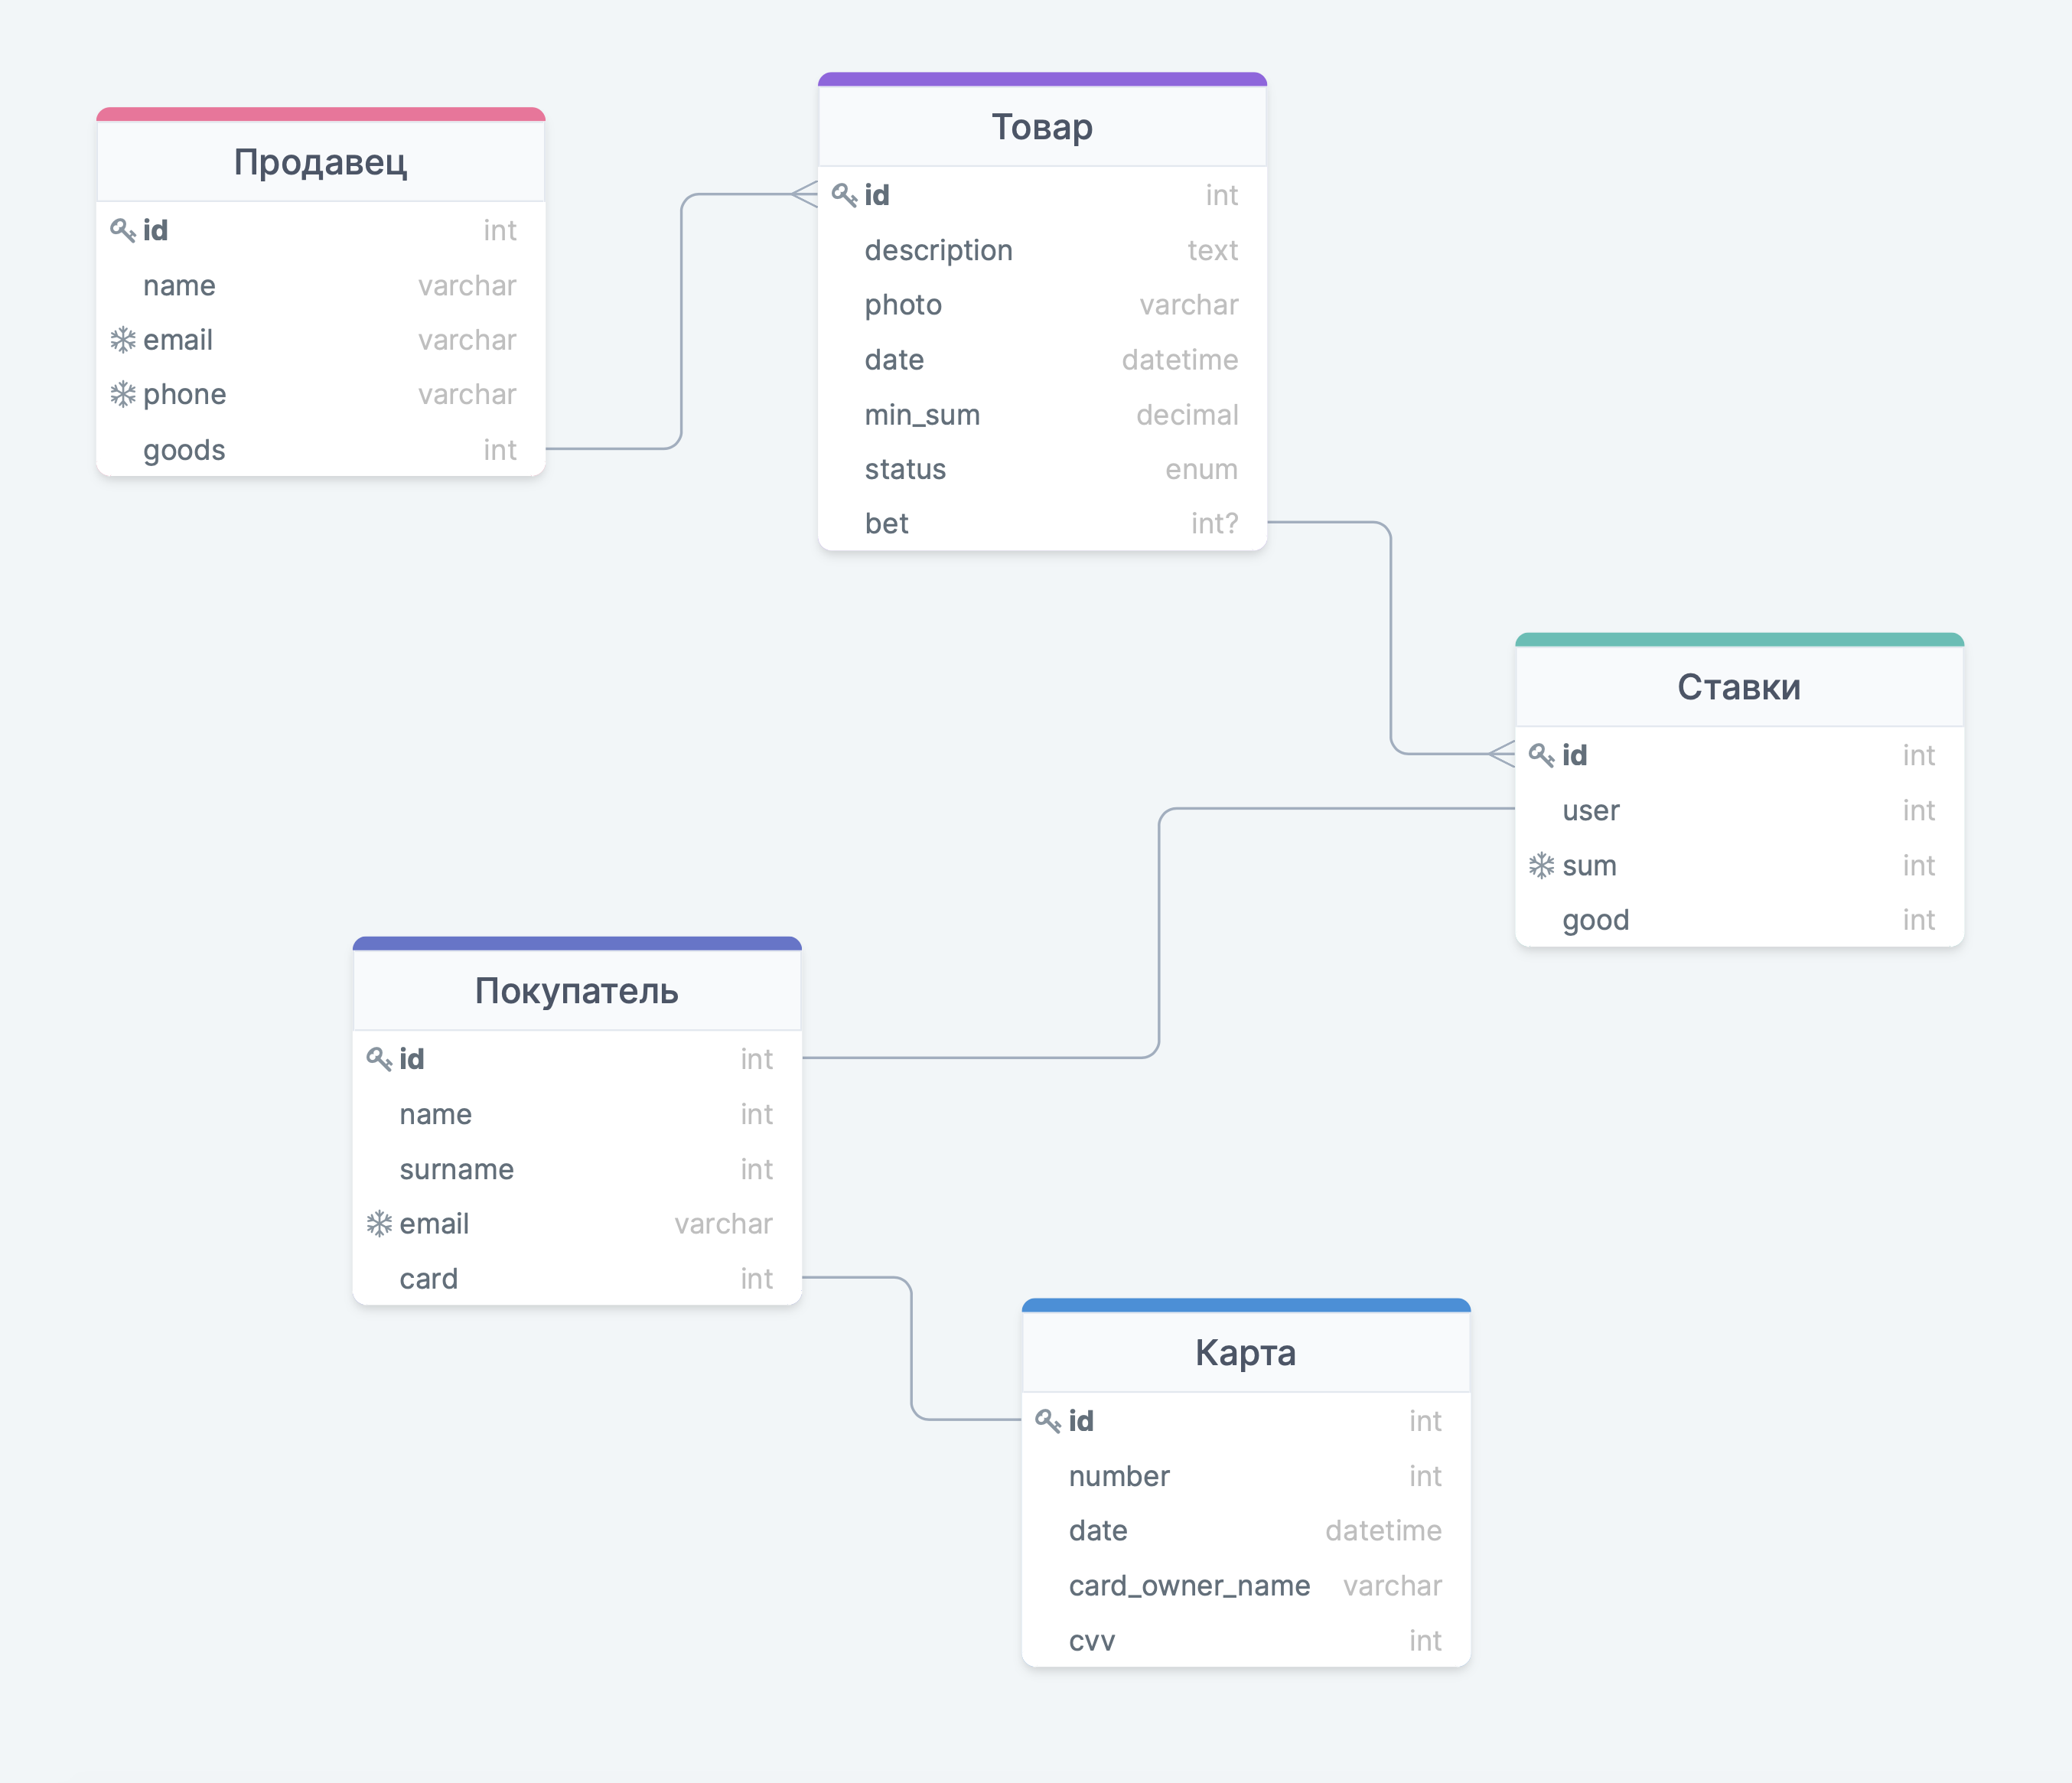 Продавец
id int
name varchar
email varchar
phone varchar
goods int
Товар
id int
description text
photo varchar
date datetime
min_sum decimal
status enum
bet int?
Ставки
id int
user int
sum int
good int
Покупатель
id int
name int
surname int
email varchar
card int
Карта
id int
number int
date datetime
card_owner_name varchar
cvv int